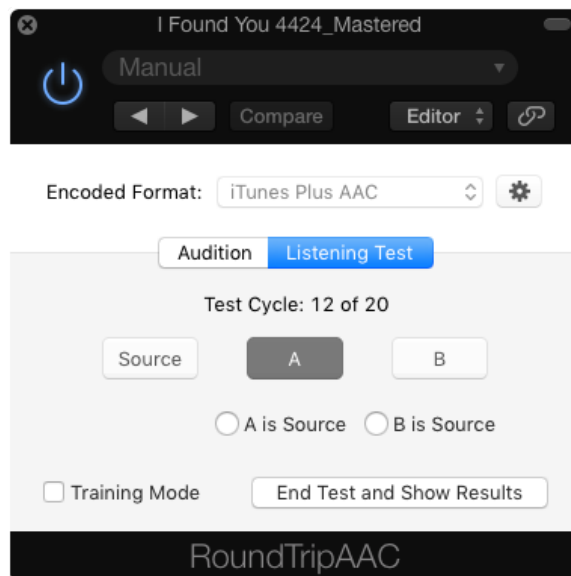 I Found You 4424_Mastered
Manual
Compare Editor
Encoded Format: iTunes Plus AAC
Audition Listening Test
Test Cycle: 12 of 20
Source A B
A is Source B is Source
Training Mode End Test and Show Results
RoundTripAAC